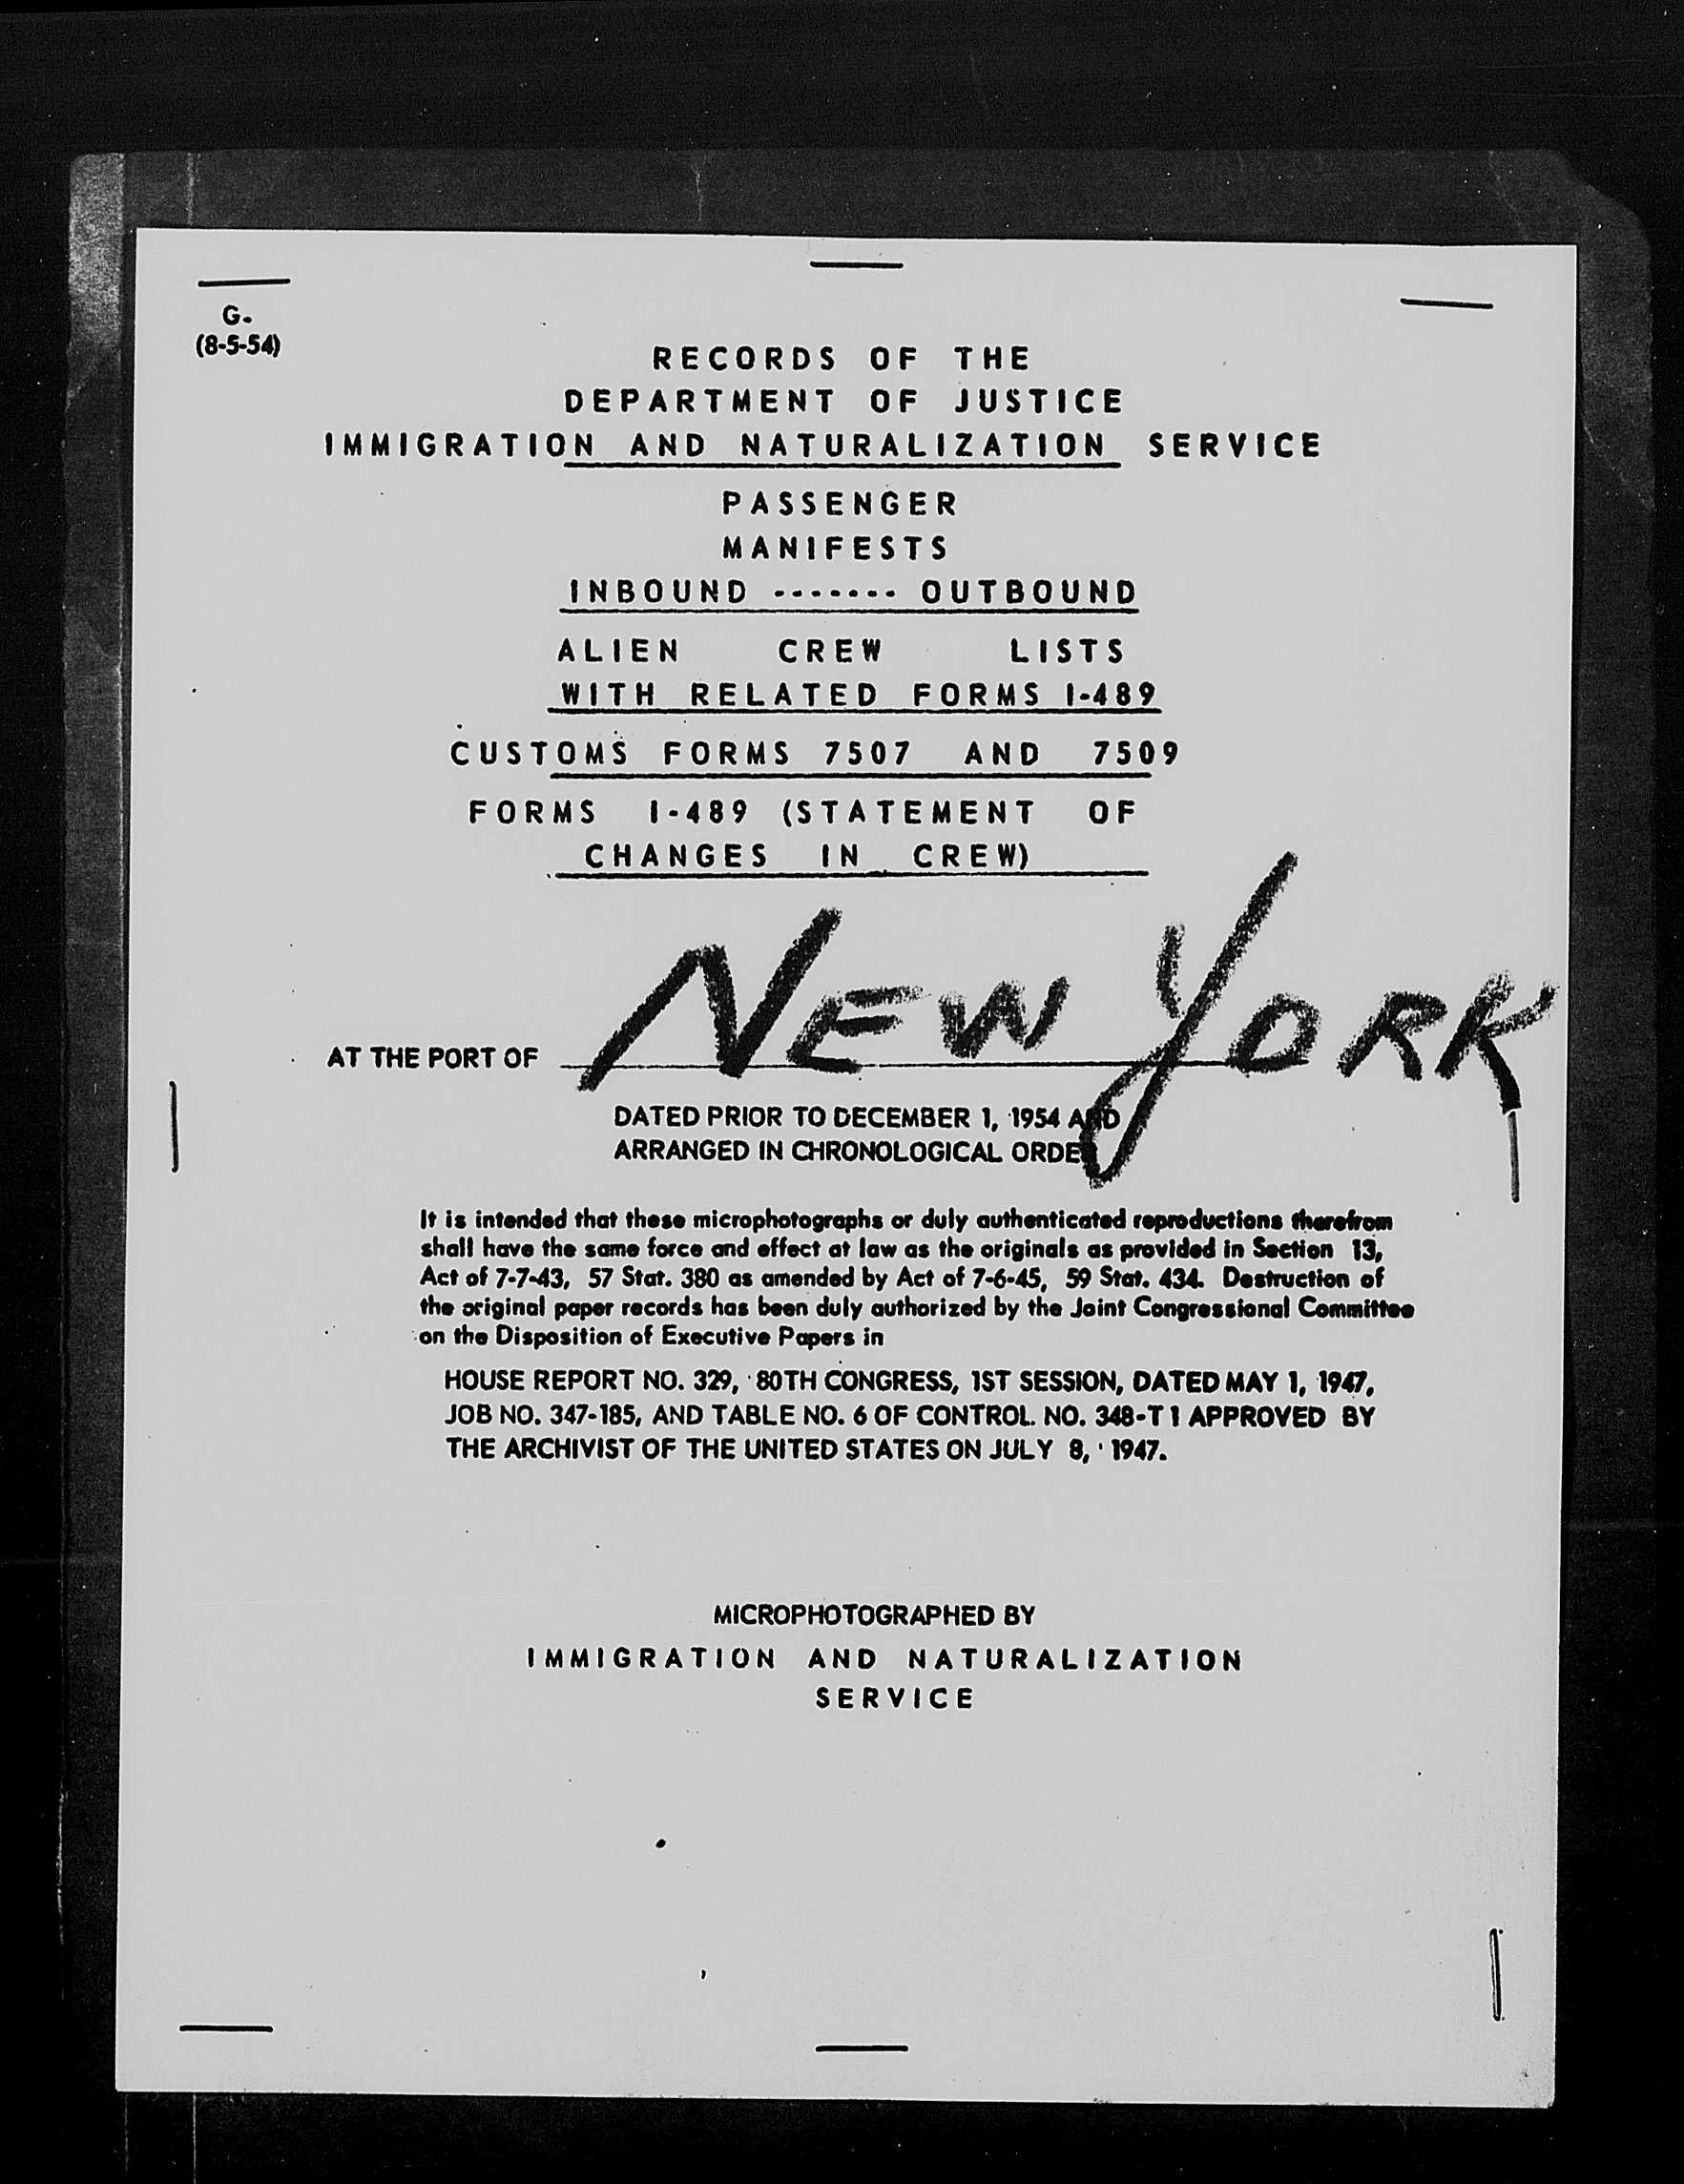 G.
(8-5-54)
RECORDS OF THE
DEPARTMENT OF JUSTICE
IMMIGRATION AND NATURALIZATION SERVICE
PASSENGER
MANIFESTS
INBOUND ------- OUTBOUND
ALIEN CREW LISTS
WITH RELATED FORMS I-489
CUSTOMS FORMS 7507 AND 7509
FORMS I-489 (STATEMENT OF
CHANGES IN CREW)
AT THE PORT OF NEW YORK
DATED PRIOR TO DECEMBER 1, 1954 AND
ARRANGED IN CHRONOLOGICAL ORDER
It is intended that these microphotographs or duly authenticated reproductions therefrom
shall have the same force and effect at law as the originals as provided in Section 13,
Act of 7-7-43, 57 Stat. 380 as amended by Act of 7-6-45, 59 Stat. 434. Destruction of
the original paper records has been duly authorized by the Joint Congressional Committee
on the Disposition of Executive Papers in
HOUSE REPORT NO. 329, 80TH CONGRESS, 1ST SESSION, DATED MAY 1, 1947,
JOB NO. 347-185, AND TABLE NO. 6 OF CONTROL NO. 348-T1 APPROVED BY
THE ARCHIVIST OF THE UNITED STATES ON JULY 8, 1947.
MICROPHOTOGRAPHED BY
IMMIGRATION AND NATURALIZATION
SERVICE